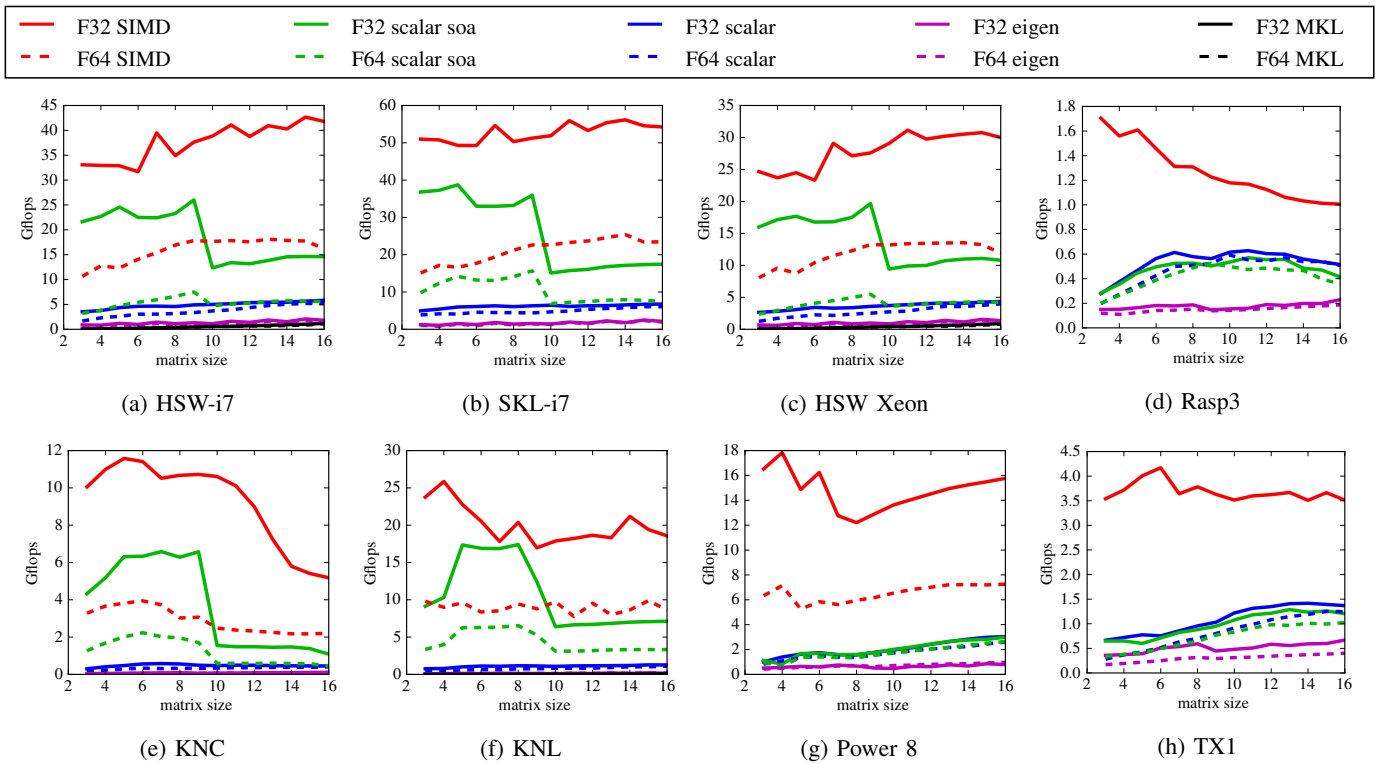 F32 SIMD F32 scalar soa F32 scalar F32 eigen F32 MKL
F64 SIMD F64 scalar soa F64 scalar F64 eigen F64 MKL
45
40
35
30
25
20
15
10
5
0
Gflops
2 4 6 8 10 12 14 16
matrix size
(a) HSW-i7
60
50
40
30
20
10
0
Gflops
2 4 6 8 10 12 14 16
matrix size
(b) SKL-i7
35
30
25
20
15
10
5
0
Gflops
2 4 6 8 10 12 14 16
matrix size
(c) HSW Xeon
1.8
1.6
1.4
1.2
1.0
0.8
0.6
0.4
0.2
0.0
Gflops
2 4 6 8 10 12 14 16
matrix size
(d) Rasp3
12
10
8
6
4
2
0
Gflops
2 4 6 8 10 12 14 16
matrix size
(e) KNC
30
25
20
15
10
5
0
Gflops
2 4 6 8 10 12 14 16
matrix size
(f) KNL
18
16
14
12
10
8
6
4
2
0
Gflops
2 4 6 8 10 12 14 16
matrix size
(g) Power 8
4.5
4.0
3.5
3.0
2.5
2.0
1.5
1.0
0.5
0.0
Gflops
2 4 6 8 10 12 14 16
matrix size
(h) TX1